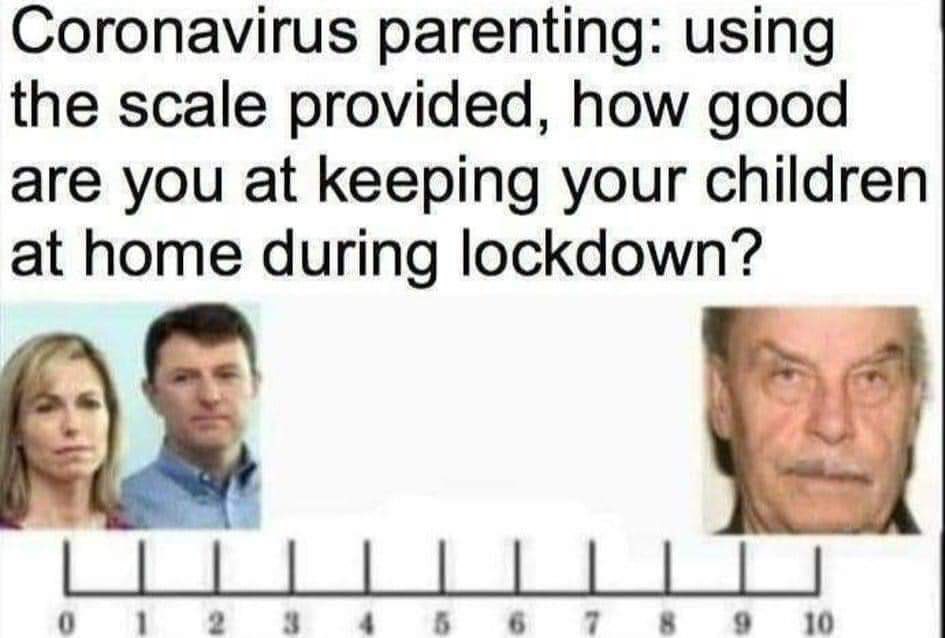 Coronavirus parenting: using
the scale provided, how good
are you at keeping your children
at home during lockdown?
0 1 2 3 4 5 6 7 8 9 10